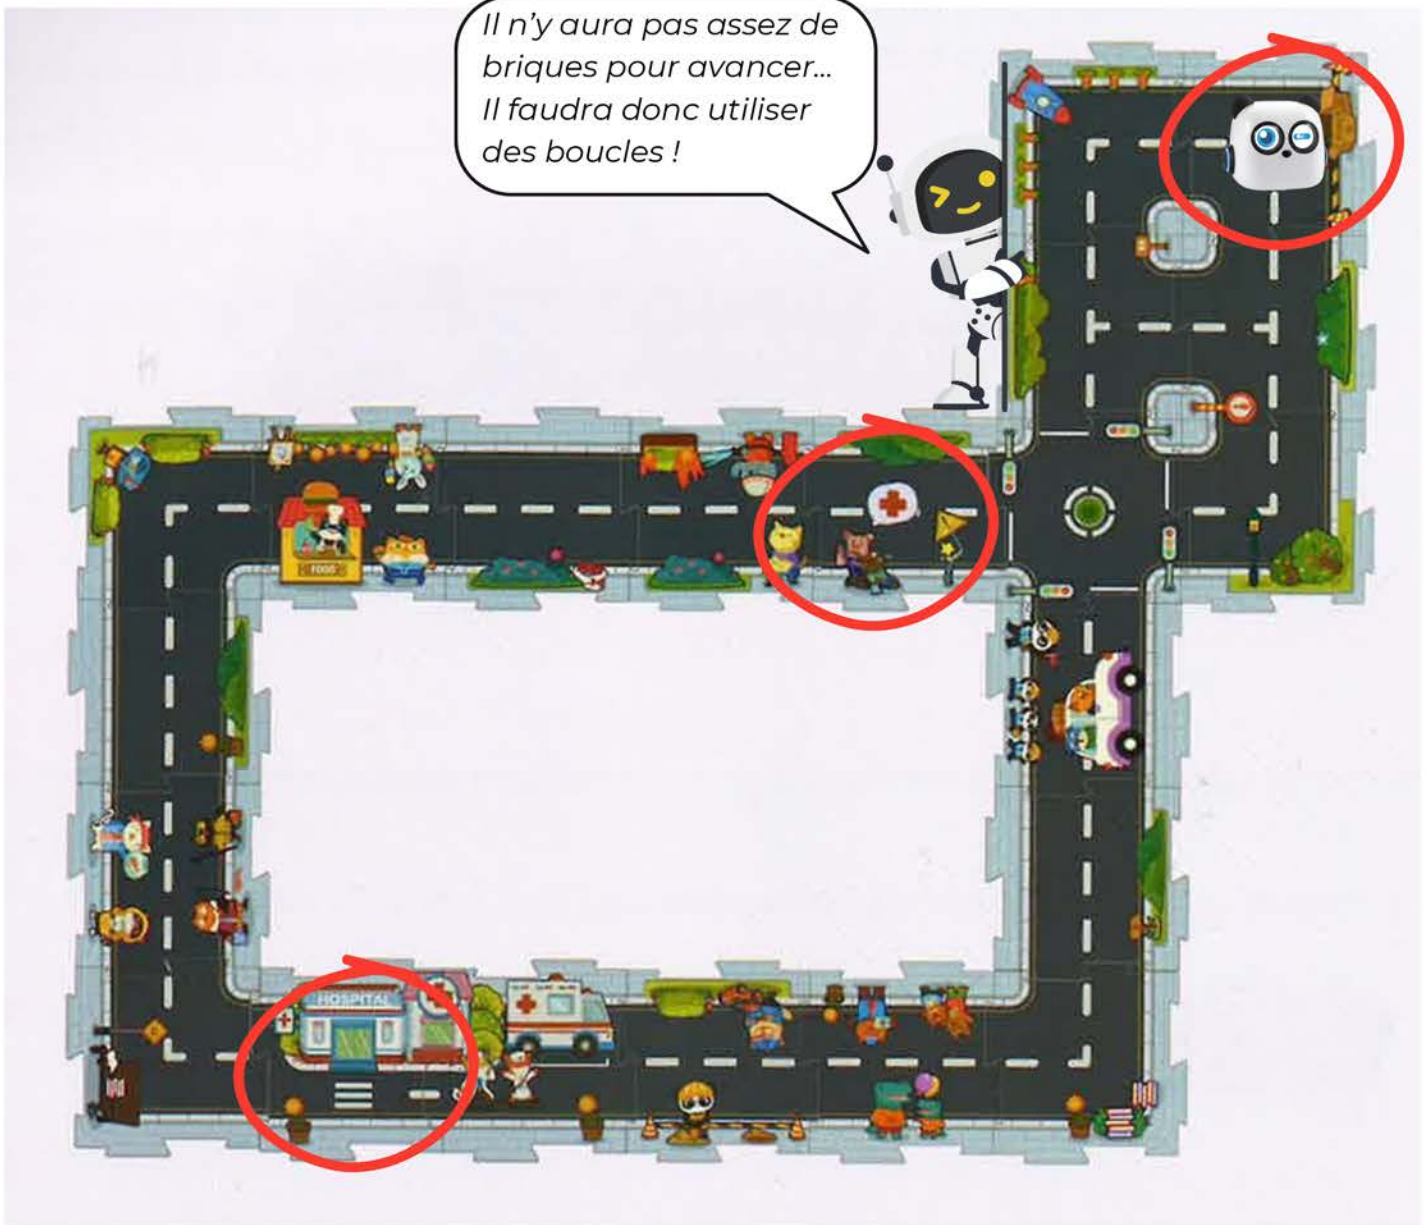 Il n'y aura pas assez de
briques pour avancer...
Il faudra donc utiliser
des boucles !
FOOD
HOSPITAL